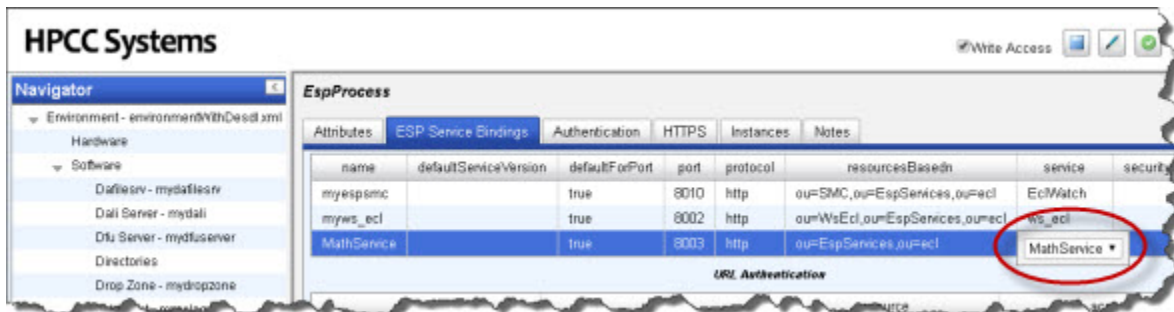 HPCC Systems
Write Access
Navigator
EspProcess
Environment - environmentWithDesdl.xml
Attributes ESP Service Bindings Authentication HTTPS Instances Notes
Hardware
Software
name defaultServiceVersion defaultForPort port protocol resourcesBasedn service security
Dafilesrv - mydafilesrv
myespsmc true 8010 http ou=SMC,ou=EspServices,ou=ecl EclWatch
Dali Server - mydali
myws_ecl true 8002 http ou=WsEcl,ou=EspServices,ou=ecl ws_ecl
Dfu Server - mydfuserver
MathService true 8003 http ou=EspServices,ou=ecl MathService
Directories
URL Authentication
Drop Zone - mydropzone